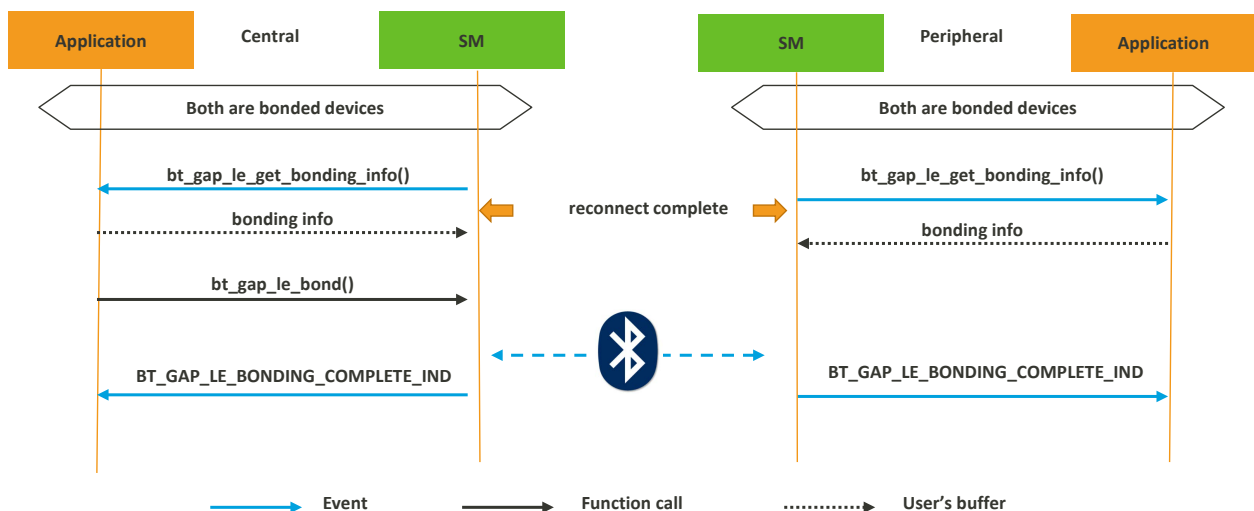 Application
Central
SM
SM
Peripheral
Application
Both are bonded devices
Both are bonded devices
bt_gap_le_get_bonding_info()
bt_gap_le_get_bonding_info()
reconnect complete
bonding info
bonding info
bt_gap_le_bond()
BT_GAP_LE_BONDING_COMPLETE_IND
BT_GAP_LE_BONDING_COMPLETE_IND
Event
Function call
User's buffer